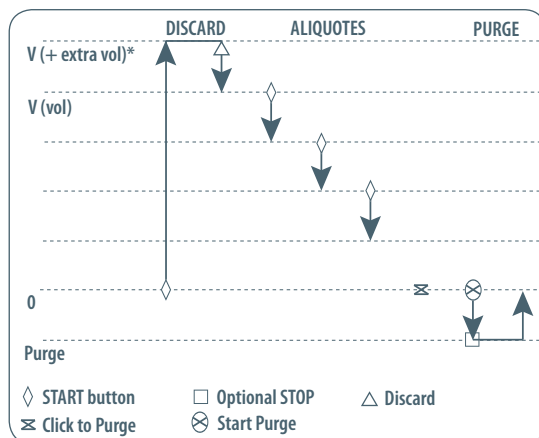 DISCARD ALIQUOTES PURGE
V (+ extra vol)*
V (vol)
0
Purge
START button Optional STOP Discard
Click to Purge Start Purge